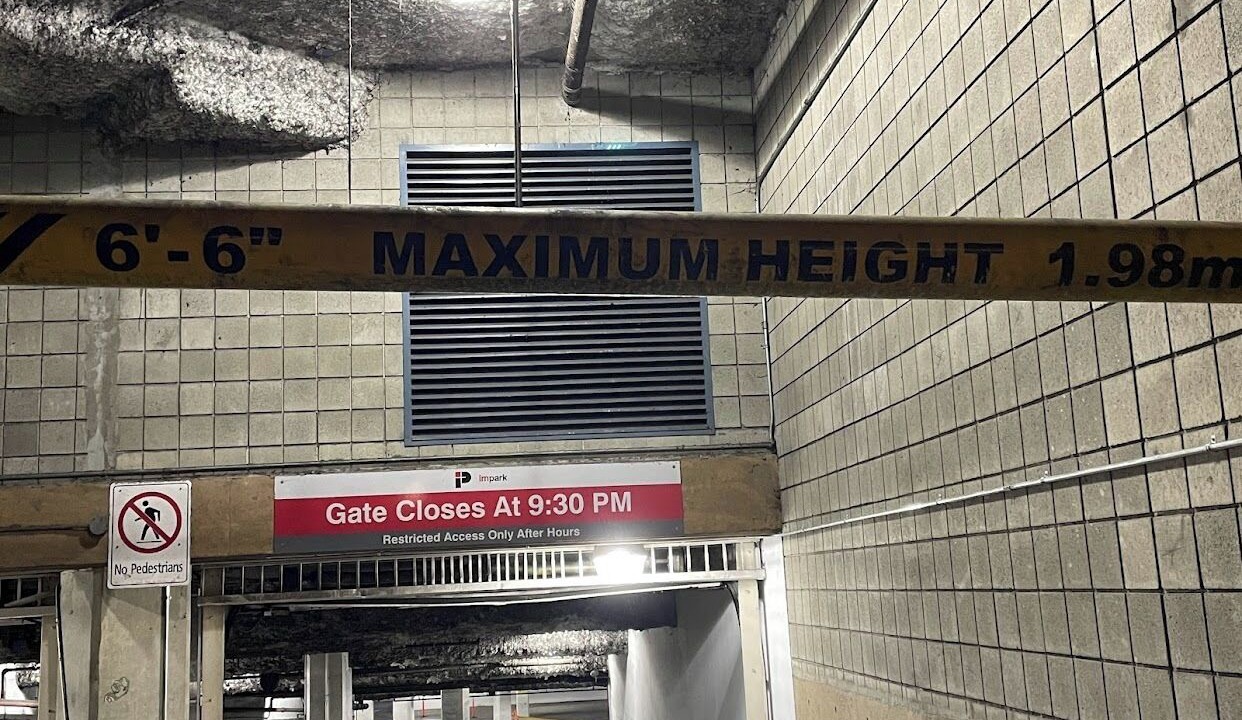 6'-6" MAXIMUM HEIGHT 1.98m
iP Impark
Gate Closes At 9:30 PM
Restricted Access Only After Hours
No Pedestrians